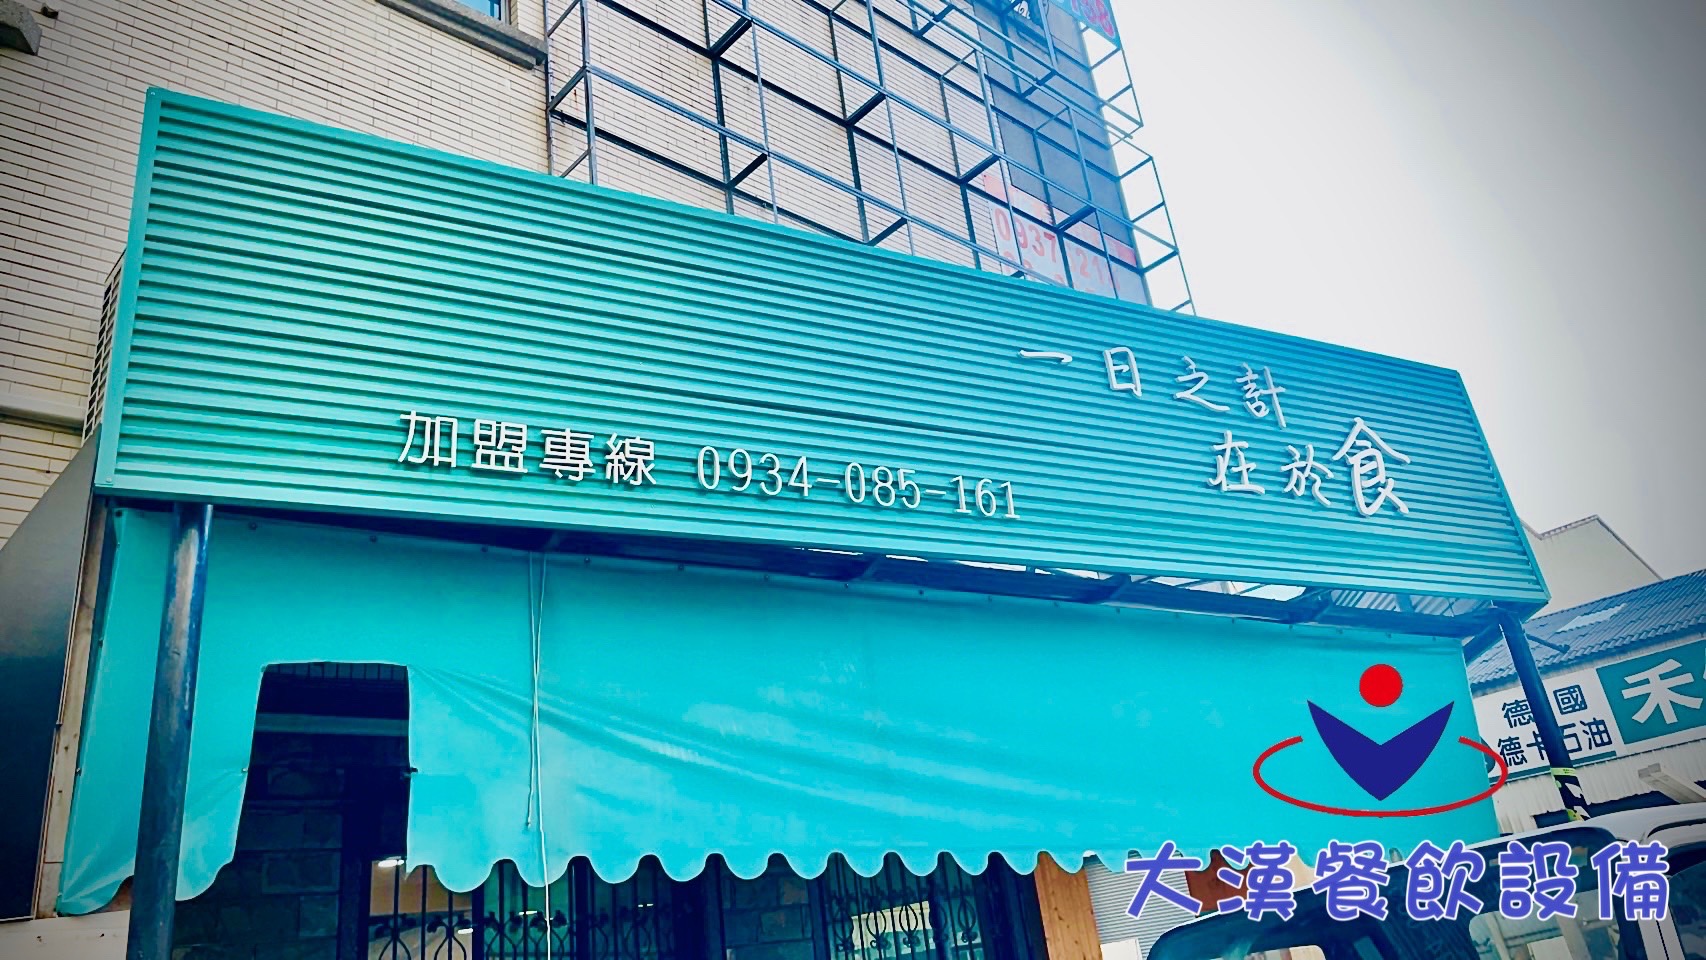 一日之計
在於食
加盟專線 0934-085-161
0937
德國
德卡石油
禾
大漢餐飲設備